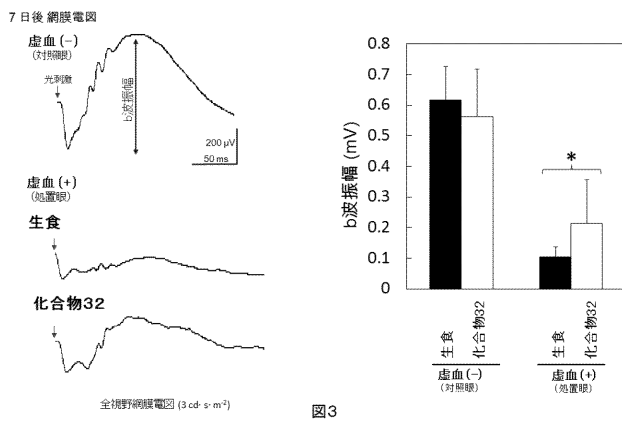 7日後 網膜電図
虚血(-)
(対照眼)
光刺激
b波振幅
200 μV
50 ms
虚血(+)
(処置眼)
生食
化合物32
全視野網膜電図 (3 cd・s・m-2)
b波振幅 (mV)
0.8
0.7
0.6
0.5
0.4
0.3
0.2
0.1
0
*
生食
化合物32
生食
化合物32
虚血(-)
(対照眼)
虚血(+)
(処置眼)
図3